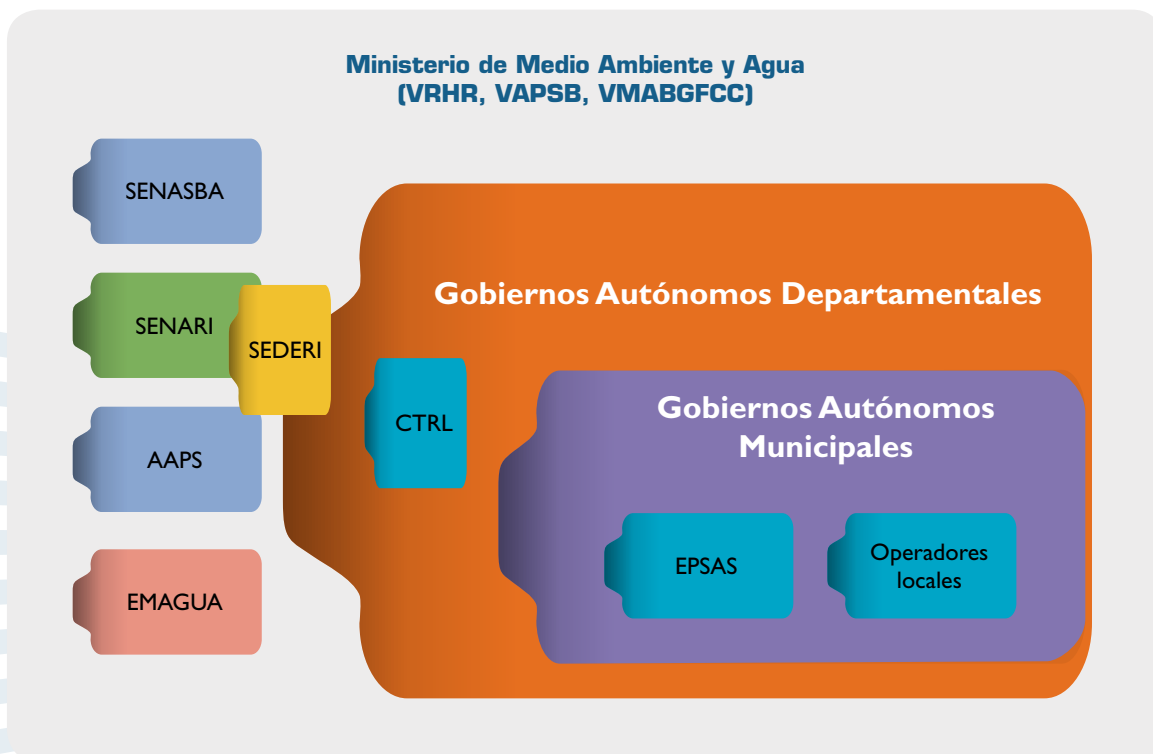 Ministerio de Medio Ambiente y Agua
(VRHR, VAPSB, VMABGFCC)
SENASBA
SENARI
SEDERI
AAPS
EMAGUA
Gobiernos Autónomos Departamentales
CTRL
Gobiernos Autónomos
Municipales
EPSAS
Operadores
locales